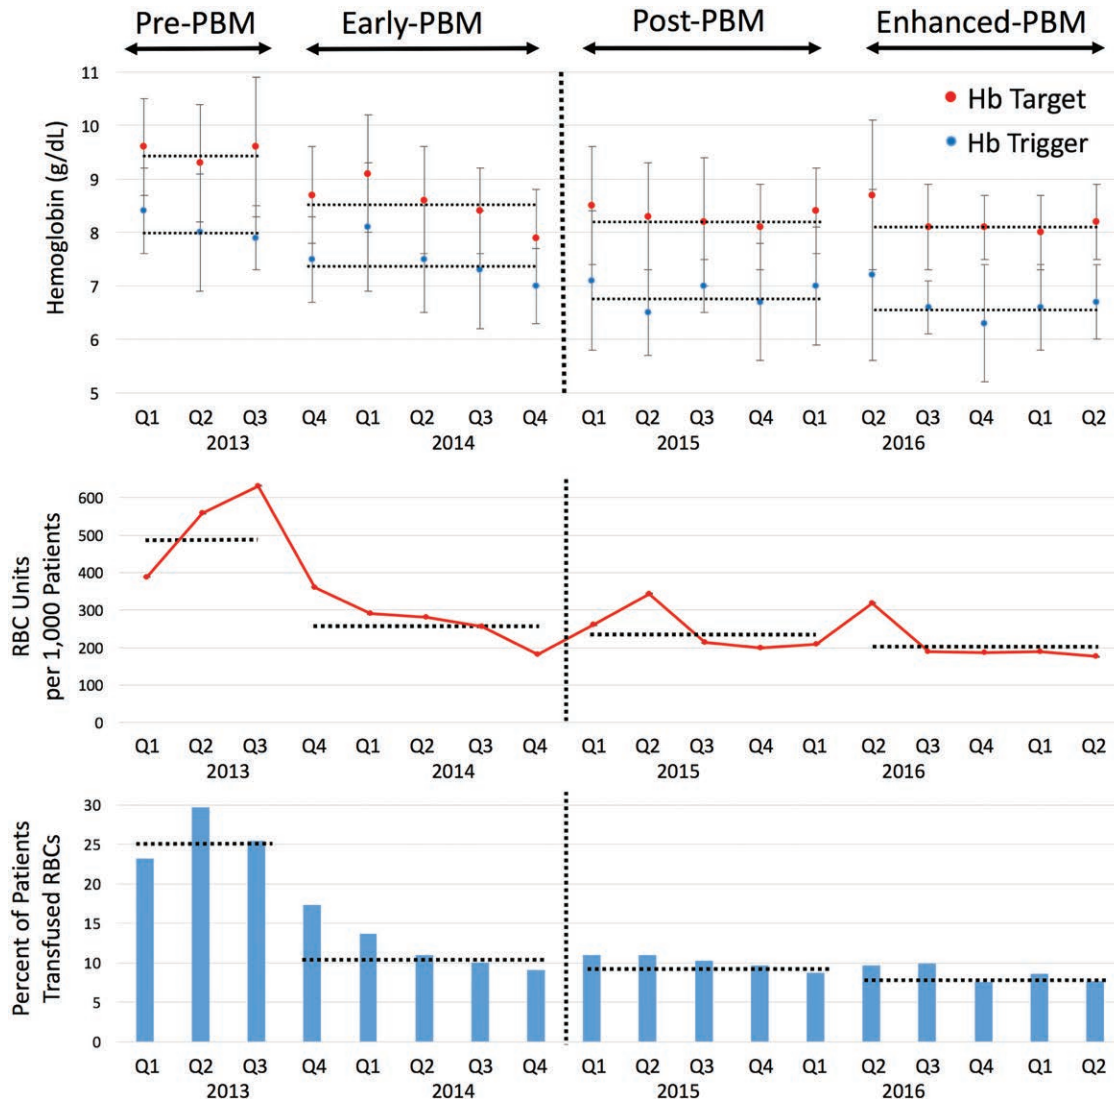 Pre-PBM Early-PBM Post-PBM Enhanced-PBM
Hemoglobin (g/dL)
11
10
9
8
7
6
5
Hb Target
Hb Trigger
Q1 Q2 Q3 Q4 Q1 Q2 Q3 Q4 Q1 Q2 Q3 Q4 Q1 Q2 Q3 Q4 Q1 Q2
2013 2014 2015 2016
RBC Units
per 1,000 Patients
600
500
400
300
200
100
0
Q1 Q2 Q3 Q4 Q1 Q2 Q3 Q4 Q1 Q2 Q3 Q4 Q1 Q2 Q3 Q4 Q1 Q2
2013 2014 2015 2016
Percent of Patients
Transfused RBCs
30
25
20
15
10
5
0
Q1 Q2 Q3 Q4 Q1 Q2 Q3 Q4 Q1 Q2 Q3 Q4 Q1 Q2 Q3 Q4 Q1 Q2
2013 2014 2015 2016